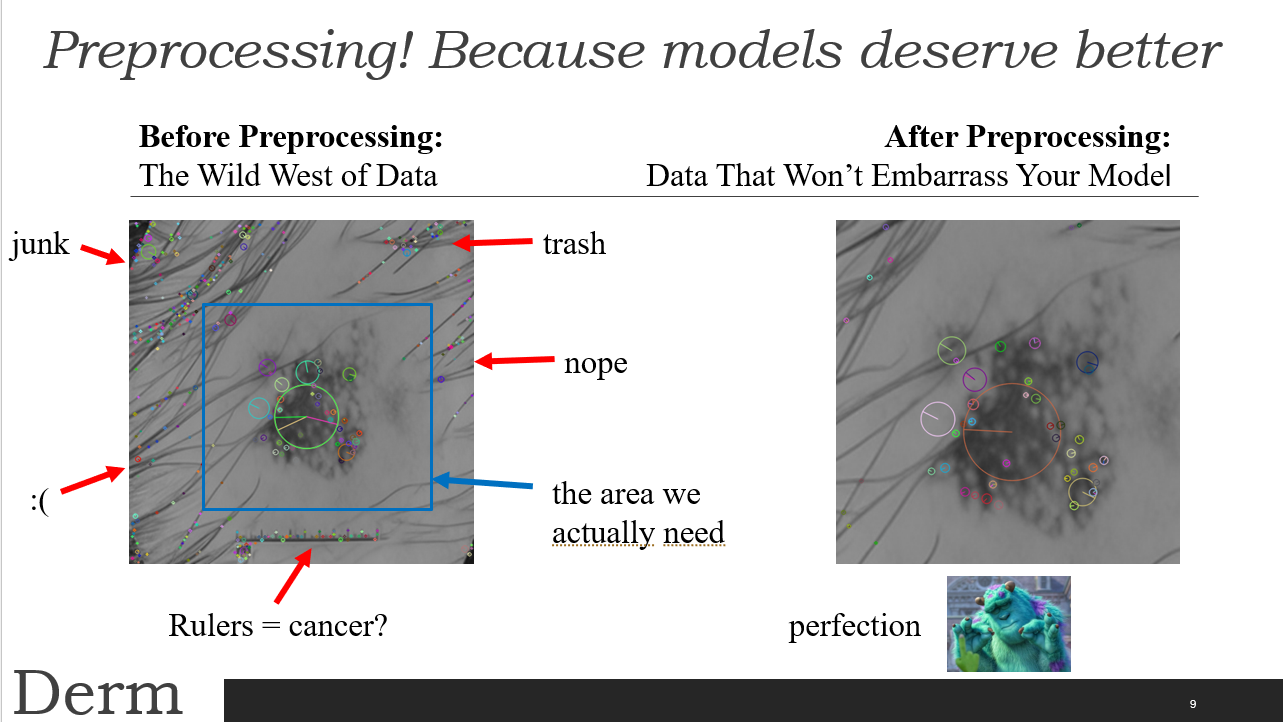 Preprocessing! Because models deserve better
Before Preprocessing:
The Wild West of Data
After Preprocessing:
Data That Won’t Embarrass Your Model
junk
trash
nope
:(
the area we
actually need
Rulers = cancer?
perfection
Derm
9